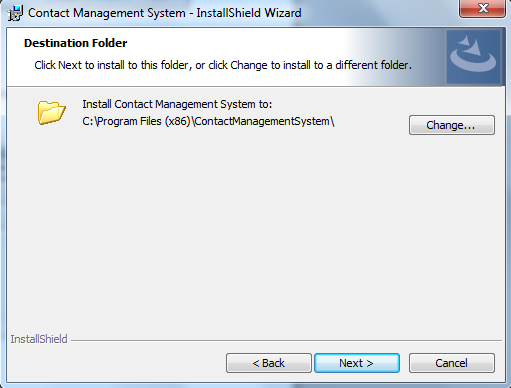 Contact Management System - InstallShield Wizard
Destination Folder
Click Next to install to this folder, or click Change to install to a different folder.
Install Contact Management System to:
C:\Program Files (x86)\ContactManagementSystem\
Change...
InstallShield
< Back
Next >
Cancel